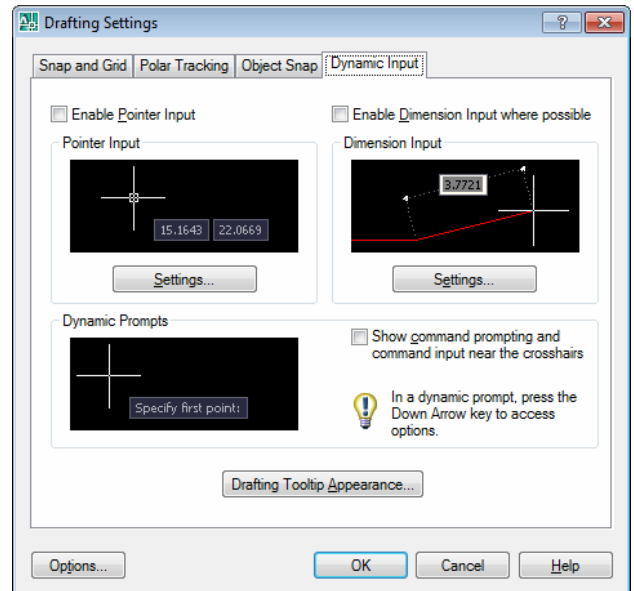 Drafting Settings
Snap and Grid
Polar Tracking
Object Snap
Dynamic Input
Enable Pointer Input
Enable Dimension Input where possible
Pointer Input
15.1643 22.0669
Settings...
Dimension Input
3.7721
Settings...
Dynamic Prompts
Specify first point:
Show command prompting and
command input near the crosshairs
In a dynamic prompt, press the
Down Arrow key to access
options.
Drafting Tooltip Appearance...
Options...
OK
Cancel
Help